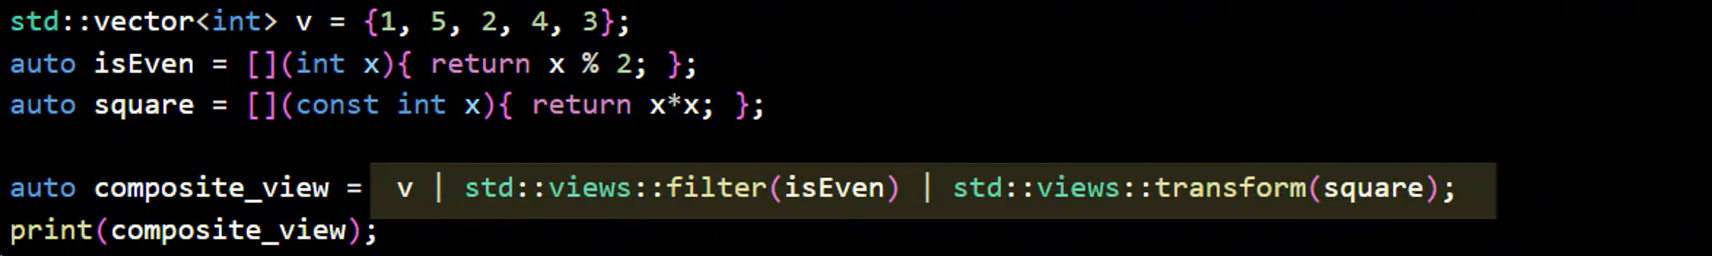 std::vector<int> v = {1, 5, 2, 4, 3};
auto isEven = [](int x){ return x % 2; };
auto square = [](const int x){ return x*x; };
auto composite_view = v | std::views::filter(isEven) | std::views::transform(square);
print(composite_view);